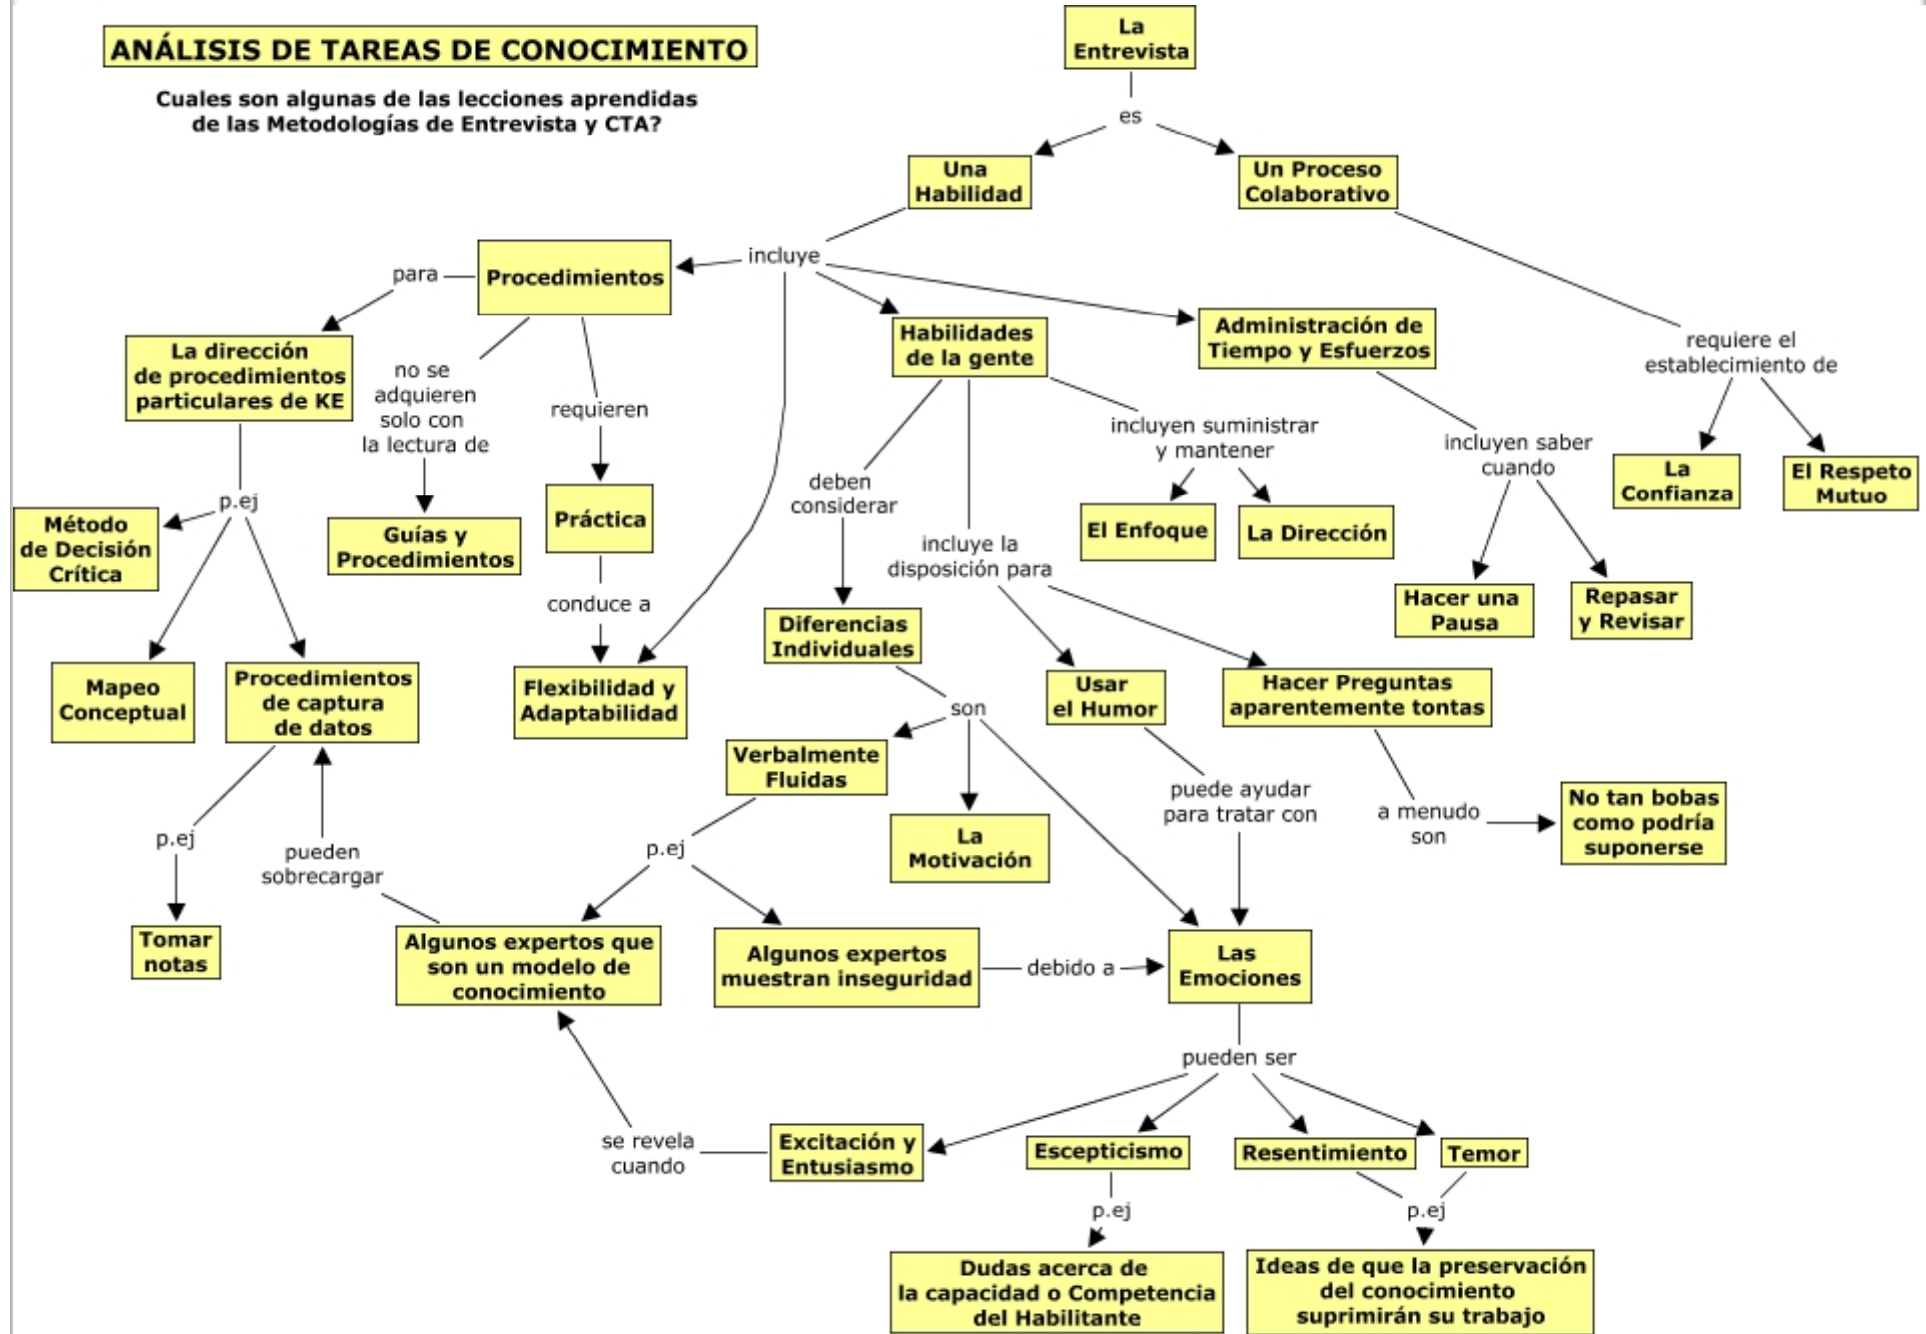 ANÁLISIS DE TAREAS DE CONOCIMIENTO
Cuales son algunas de las lecciones aprendidas
de las Metodologías de Entrevista y CTA?
La
Entrevista
es
Una
Habilidad
Un Proceso
Colaborativo
incluye
Procedimientos
para
La dirección
de procedimientos
particulares de KE
no se
adquieren
solo con
la lectura de
requieren
Habilidades
de la gente
Administración de
Tiempo y Esfuerzos
requiere el
establecimiento de
incluyen suministrar
y mantener
incluyen saber
cuando
La
Confianza
El Respeto
Mutuo
p.ej
Método
de Decisión
Crítica
Guías y
Procedimientos
Práctica
deben
considerar
El Enfoque
La Dirección
incluye la
disposición para
conduce a
Hacer una
Pausa
Repasar
y Revisar
Diferencias
Individuales
Mapeo
Conceptual
Procedimientos
de captura
de datos
Flexibilidad y
Adaptabilidad
Usar
el Humor
Hacer Preguntas
aparentemente tontas
son
Verbalmente
Fluidas
La
Motivación
puede ayudar
para tratar con
a menudo
son
No tan bobas
como podría
suponerse
p.ej
pueden
sobrecargar
p.ej
Tomar
notas
Algunos expertos que
son un modelo de
conocimiento
Algunos expertos
muestran inseguridad
debido a
Las
Emociones
pueden ser
se revela
cuando
Excitación y
Entusiasmo
Escepticismo
Resentimiento
Temor
p.ej
p.ej
Dudas acerca de
la capacidad o Competencia
del Habilitante
Ideas de que la preservación
del conocimiento
suprimirán su trabajo